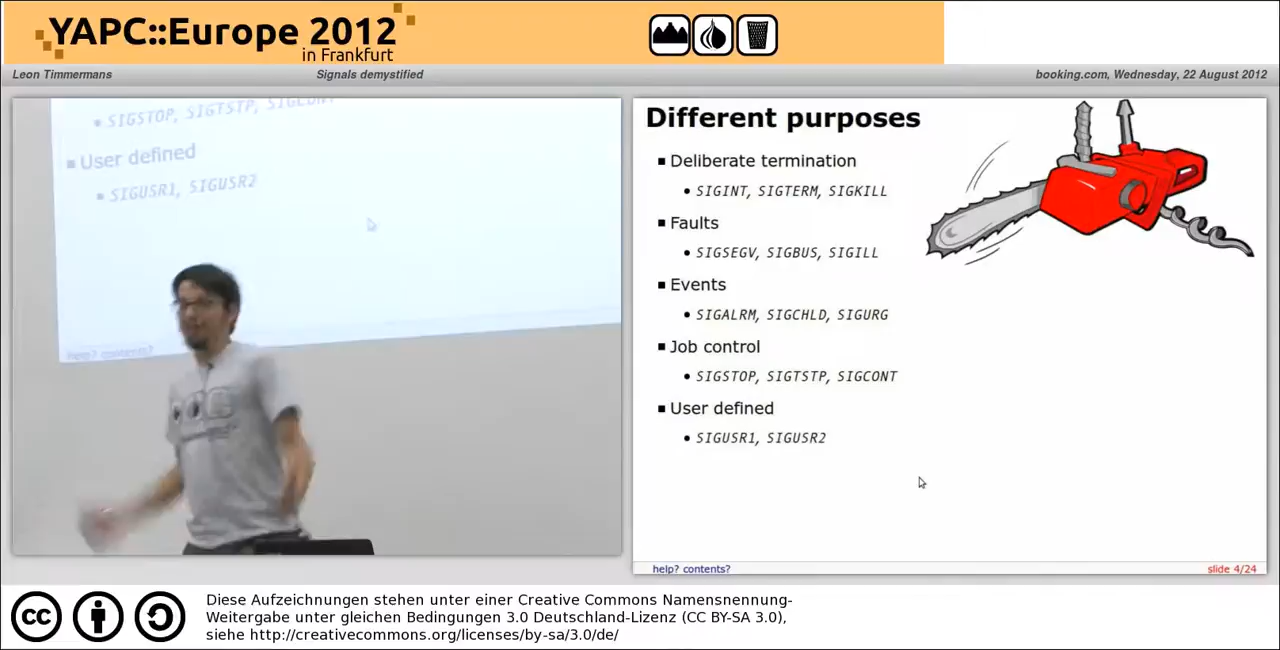 YAPC::Europe 2012
in Frankfurt
Leon Timmermans
Signals demystified
booking.com, Wednesday, 22 August 2012
SIGSTOP, SIGTSTP, SIGCONT
User defined
SIGUSR1, SIGUSR2
help? contents?
Different purposes
Deliberate termination
SIGINT, SIGTERM, SIGKILL
Faults
SIGSEGV, SIGBUS, SIGILL
Events
SIGALRM, SIGCHLD, SIGURG
Job control
SIGSTOP, SIGTSTP, SIGCONT
User defined
SIGUSR1, SIGUSR2
help? contents?
slide 4/24
cc
Diese Aufzeichnungen stehen unter einer Creative Commons Namensnennung-
Weitergabe unter gleichen Bedingungen 3.0 Deutschland-Lizenz (CC BY-SA 3.0),
siehe http://creativecommons.org/licenses/by-sa/3.0/de/